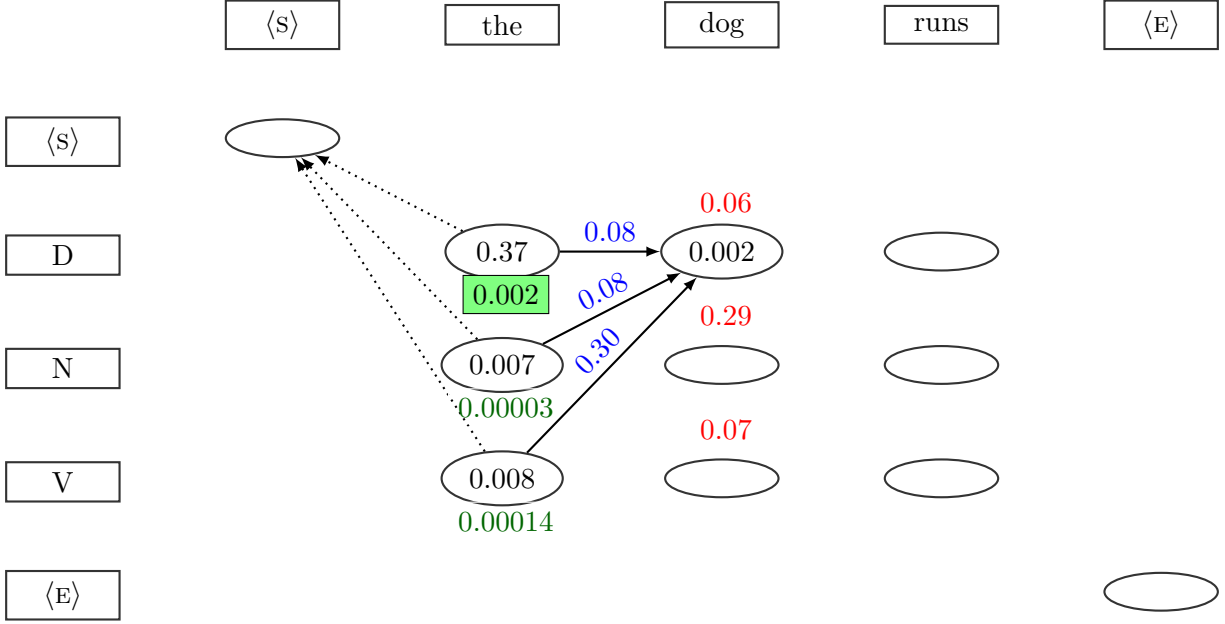 ⟨S⟩ the dog runs ⟨E⟩
⟨S⟩
0.06
D 0.37 0.08 0.002
0.002 0.08
0.29
N 0.007 0.30
0.00003
0.07
V 0.008
0.00014
⟨E⟩